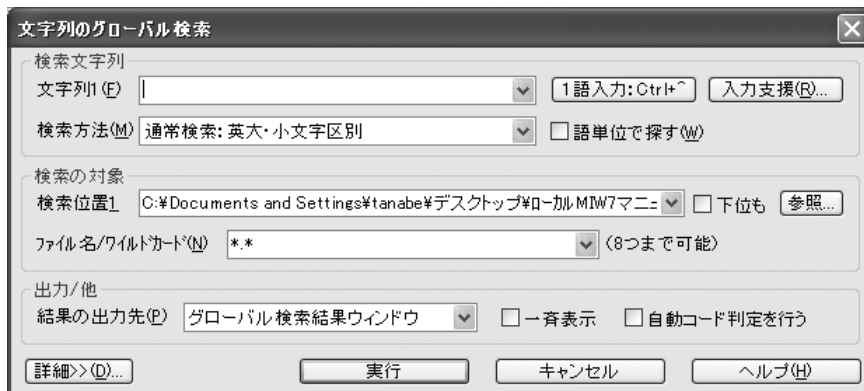 文字列のグローバル検索
検索文字列
文字列1(F) 1語入力:Ctrl+^ 入力支援(R)...
検索方法(M) 通常検索:英大・小文字区別 語単位で探す(W)
検索の対象
検索位置1 C:¥Documents and Settings¥tanabe¥デスクトップ¥ローカルMIW7マニュ 下位も 参照...
ファイル名/ワイルドカード(N) *.* (8つまで可能)
出力/他
結果の出力先(P) グローバル検索結果ウィンドウ 一斉表示 自動コード判定を行う
詳細>>(D)... 実行 キャンセル ヘルプ(H)